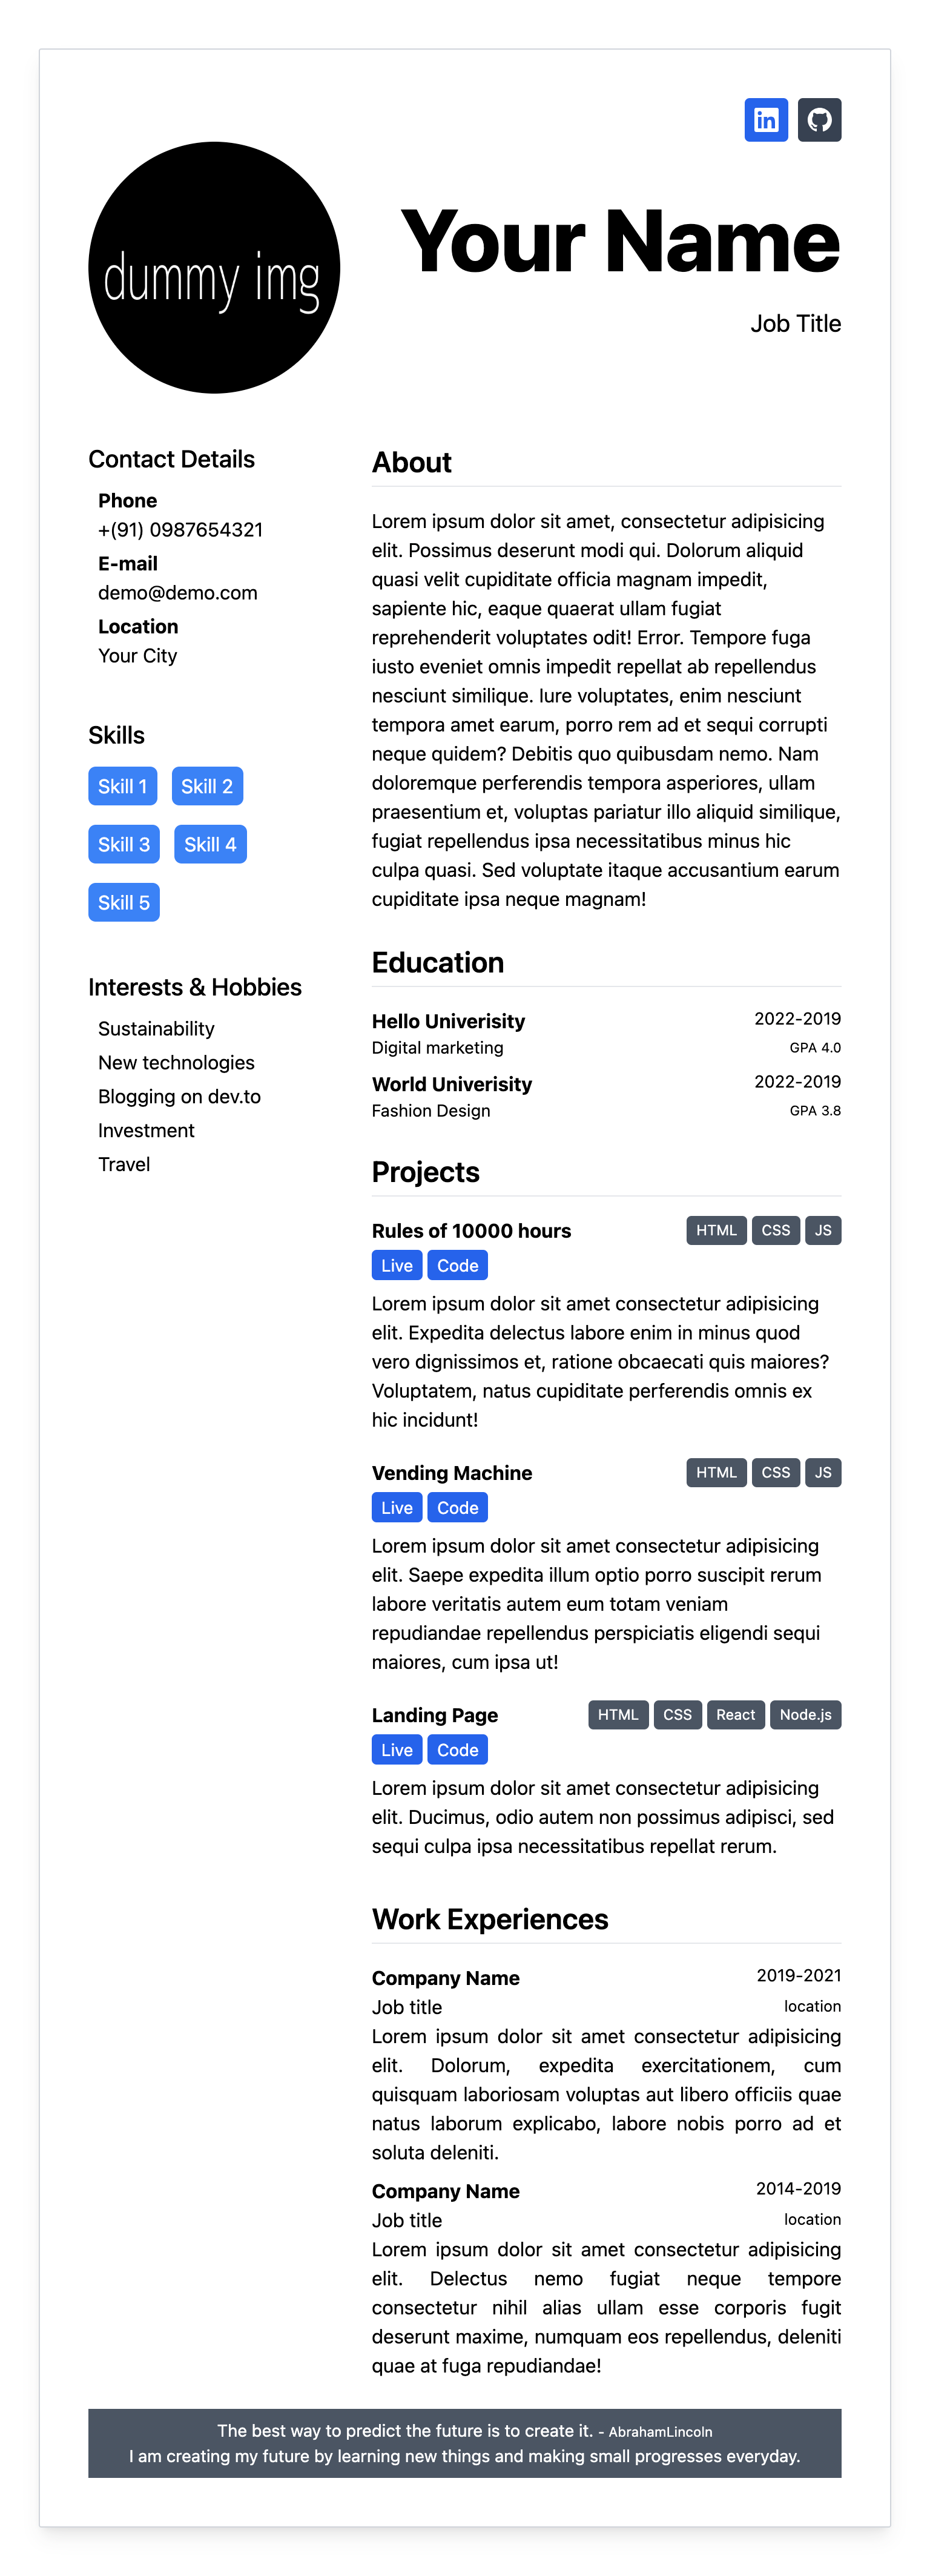 in
dummy img
Your Name
Job Title
Contact Details
Phone
+(91) 0987654321
E-mail
demo@demo.com
Location
Your City
Skills
Skill 1 Skill 2
Skill 3 Skill 4
Skill 5
Interests & Hobbies
Sustainability
New technologies
Blogging on dev.to
Investment
Travel
About
Lorem ipsum dolor sit amet, consectetur adipisicing
elit. Possimus deserunt modi qui. Dolorum aliquid
quasi velit cupiditate officia magnam impedit,
sapiente hic, eaque quaerat ullam fugiat
reprehenderit voluptates odit! Error. Tempore fuga
iusto eveniet omnis impedit repellat ab repellendus
nesciunt similique. Iure voluptates, enim nesciunt
tempora amet earum, porro rem ad et sequi corrupti
neque quidem? Debitis quo quibusdam nemo. Nam
doloremque perferendis tempora asperiores, ullam
praesentium et, voluptas pariatur illo aliquid similique,
fugiat repellendus ipsa necessitatibus minus hic
culpa quasi. Sed voluptate itaque accusantium earum
cupiditate ipsa neque magnam!
Education
Hello Univerisity 2022-2019
Digital marketing GPA 4.0
World Univerisity 2022-2019
Fashion Design GPA 3.8
Projects
Rules of 10000 hours HTML CSS JS
Live Code
Lorem ipsum dolor sit amet consectetur adipisicing
elit. Expedita delectus labore enim in minus quod
vero dignissimos et, ratione obcaecati quis maiores?
Voluptatem, natus cupiditate perferendis omnis ex
hic incidunt!
Vending Machine HTML CSS JS
Live Code
Lorem ipsum dolor sit amet consectetur adipisicing
elit. Saepe expedita illum optio porro suscipit rerum
labore veritatis autem eum totam veniam
repudiandae repellendus perspiciatis eligendi sequi
maiores, cum ipsa ut!
Landing Page HTML CSS React Node.js
Live Code
Lorem ipsum dolor sit amet consectetur adipisicing
elit. Ducimus, odio autem non possimus adipisci, sed
sequi culpa ipsa necessitatibus repellat rerum.
Work Experiences
Company Name 2019-2021
Job title location
Lorem ipsum dolor sit amet consectetur adipisicing
elit. Dolorum, expedita exercitationem, cum
quisquam laboriosam voluptas aut libero officiis quae
natus laborum explicabo, labore nobis porro ad et
soluta deleniti.
Company Name 2014-2019
Job title location
Lorem ipsum dolor sit amet consectetur adipisicing
elit. Delectus nemo fugiat neque tempore
consectetur nihil alias ullam esse corporis fugit
deserunt maxime, numquam eos repellendus, deleniti
quae at fuga repudiandae!
The best way to predict the future is to create it. - AbrahamLincoln
I am creating my future by learning new things and making small progresses everyday.